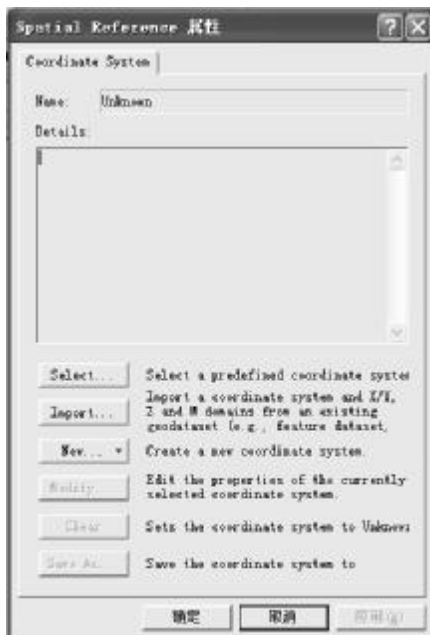 Spatial Reference 属性
Coordinate System
Name: Unknown
Details:
Select... Select a predefined coordinate system
Import... Import a coordinate system and X/Y,
Z and M domains from an existing
geodataset (e.g., feature dataset,
New... Create a new coordinate system.
Modify... Edit the properties of the currently
selected coordinate system.
Clear Sets the coordinate system to Unknown
Save As... Save the coordinate system to
确定 取消 应用(A)